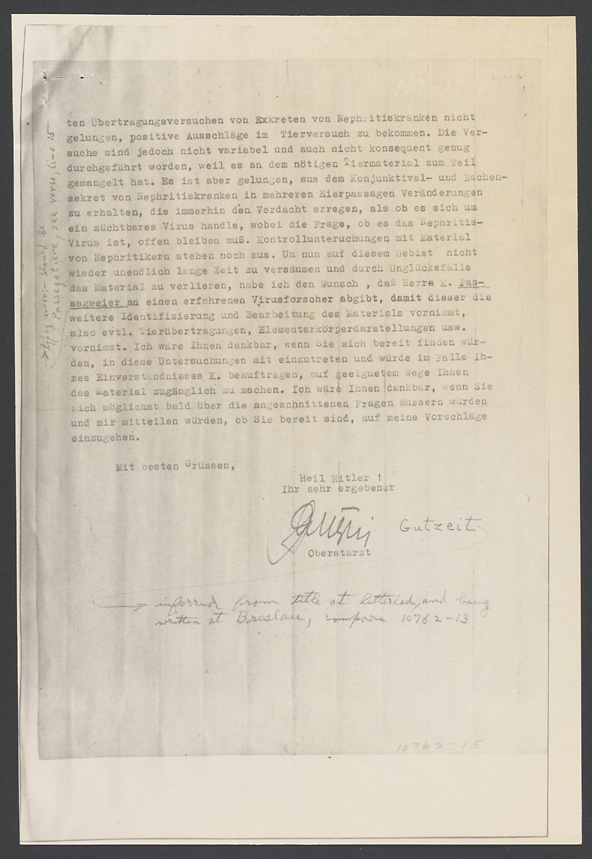 ten Übertragungsversuchen von Exkreten von Nephritiskranken nicht
gelungen, positive Ausschläge im Tierversuch zu bekommen. Die Ver-
suche sind jedoch nicht variabel und auch nicht konsequent genug
durchgeführt worden, weil es an dem nötigen Tiermaterial zum Teil
gemangelt hat. Es ist aber gelungen, aus dem Konjunktival- und Rachen-
sekret von Nephritiskranken in mehreren Eierpassagen Veränderungen
zu erhalten, die immerhin den Verdacht erregen, als ob es sich um
ein züchtbares Virus handle, wobei die Frage, ob es das Nephritis-
Virus ist, offen bleiben muß. Kontrollunteruchungen mit Material
von Nephritikern stehen noch aus. Um nun auf diesem Gebiet nicht
wieder unendlich lange Zeit zu versäumen und durch Unglücksfälle
das Material zu verlieren, habe ich den Wunsch , daß Herra K. Pas-
sageeier an einen erfahrenen Virusforscher abgibt, damit dieser die
weitere Identifizierung und Bearbeitung des Materials vornimmt,
also evtl. Tierübertragungen, Elementarkörperdarstellungen usw.
vornimmt. Ich wäre Ihnen dankbar, wenn Sie sich bereit finden wür-
den, in diese Untersuchungen mit einzutreten und würde im Falle Ih-
res Einverständnisses K. beauftragen, auf geeignetem Wege Ihnen
das Material zugänglich zu machen. Ich wäre Ihnen dankbar, wenn Sie
sich möglichst bald über die angeschnittenen Fragen äussern würden
und mir mitteilen würden, ob Sie bereit sind, auf meine Vorschläge
einzugehen.
Mit besten Grüssen,
Heil Hitler !
Ihr sehr ergebener
Gutzeit
Oberstarzt
inferred from title at letterhead, and being
written at Breslau, compare 10762-13
10762-15
Passagetiere, see verso, line 15